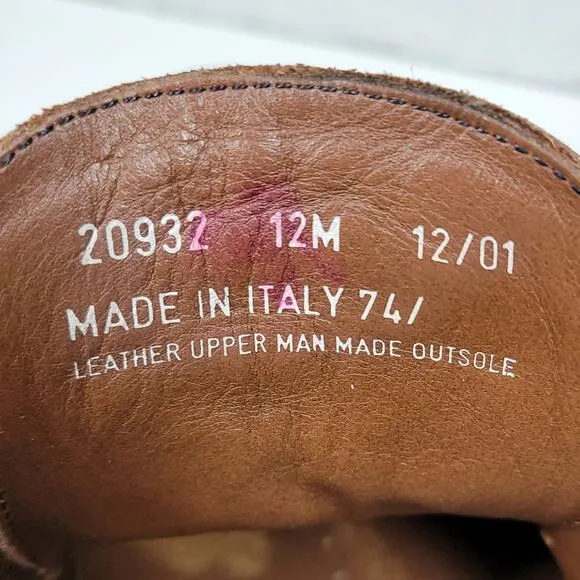 20932 12M 12/01
MADE IN ITALY 74/
LEATHER UPPER MAN MADE OUTSOLE